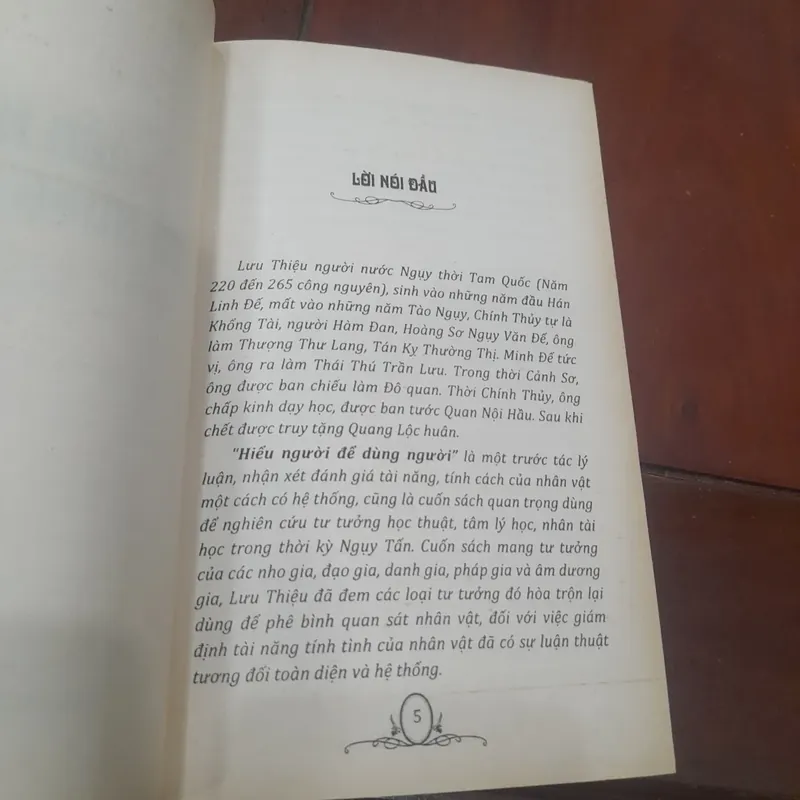 LỜI NÓI ĐẦU
Lưu Thiệu người nước Ngụy thời Tam Quốc (Năm
220 đến 265 công nguyên), sinh vào những năm đầu Hán
Linh Đế, mất vào những năm Tào Ngụy, Chính Thủy tự là
Khổng Tài, người Hàm Đan, Hoàng Sơ Ngụy Văn Đế, ông
làm Thượng Thư Lang, Tán Kỵ Thường Thị. Minh Đế tức
vị, ông ra làm Thái Thú Trần Lưu. Trong thời Cảnh Sơ,
ông được ban chiếu làm Đô quan. Thời Chính Thủy, ông
chấp kinh dạy học, được ban tước Quan Nội Hầu. Sau khi
chết được truy tặng Quang Lộc huân.
"Hiểu người để dùng người" là một trước tác lý
luận, nhận xét đánh giá tài năng, tính cách của nhân vật
một cách có hệ thống, cũng là cuốn sách quan trọng dùng
để nghiên cứu tư tưởng học thuật, tâm lý học, nhân tài
học trong thời kỳ Ngụy Tấn. Cuốn sách mang tư tưởng
của các nho gia, đạo gia, danh gia, pháp gia và âm dương
gia, Lưu Thiệu đã đem các loại tư tưởng đó hòa trộn lại
dùng để phê bình quan sát nhân vật, đối với việc giám
định tài năng tính tình của nhân vật đã có sự luận thuật
tương đối toàn diện và hệ thống.
5